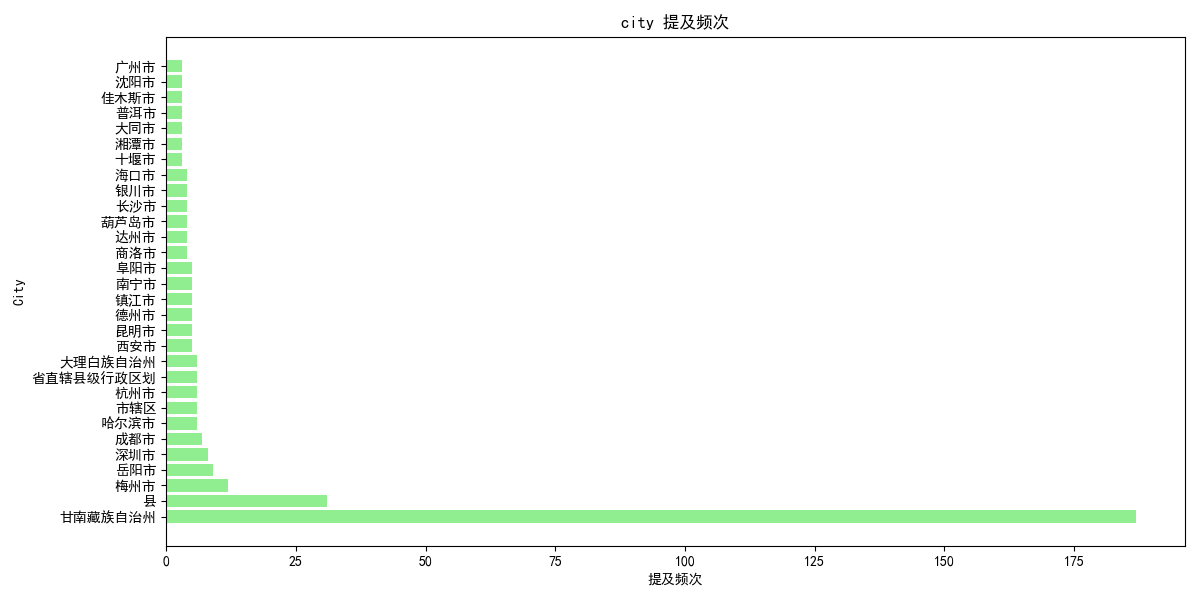 city 提及频次
广州市
沈阳市
佳木斯市
普洱市
大同市
湘潭市
十堰市
海口市
银川市
长沙市
葫芦岛市
达州市
商洛市
阜阳市
南宁市
镇江市
德州市
昆明市
西安市
大理白族自治州
省直辖县级行政区划
杭州市
市辖区
哈尔滨市
成都市
深圳市
岳阳市
梅州市
县
甘南藏族自治州
City
0 25 50 75 100 125 150 175
提及频次